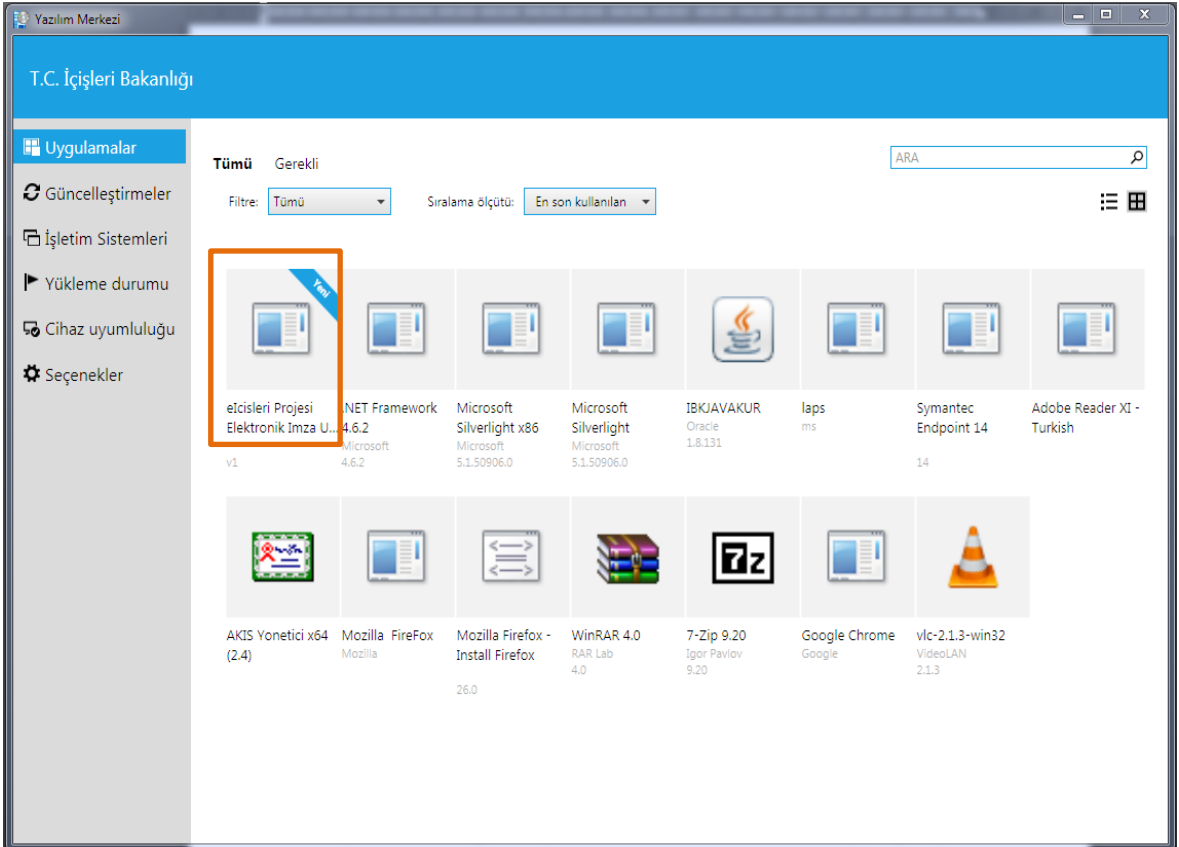 Yazılım Merkezi
T.C. İçişleri Bakanlığı
Uygulamalar
Güncelleştirmeler
İşletim Sistemleri
Yükleme durumu
Cihaz uyumluluğu
Seçenekler
Tümü Gerekli
ARA
Filtre: Tümü Sıralama ölçütü: En son kullanılan
Yeni
eIcisleri Projesi
Elektronik Imza U...
v1
.NET Framework
4.6.2
Microsoft
4.6.2
Microsoft
Silverlight x86
Microsoft
5.1.50906.0
Microsoft
Silverlight
Microsoft
5.1.50906.0
IBKJAVAKUR
Oracle
1.8.131
laps
ms
Symantec
Endpoint 14
14
Adobe Reader XI -
Turkish
AKIS Yonetici x64
(2.4)
Mozilla FireFox
Mozilla
Mozilla Firefox -
Install Firefox
26.0
WinRAR 4.0
RAR Lab
4.0
7z
7-Zip 9.20
Igor Pavlov
9.20
Google Chrome
Google
vlc-2.1.3-win32
VideoLAN
2.1.3